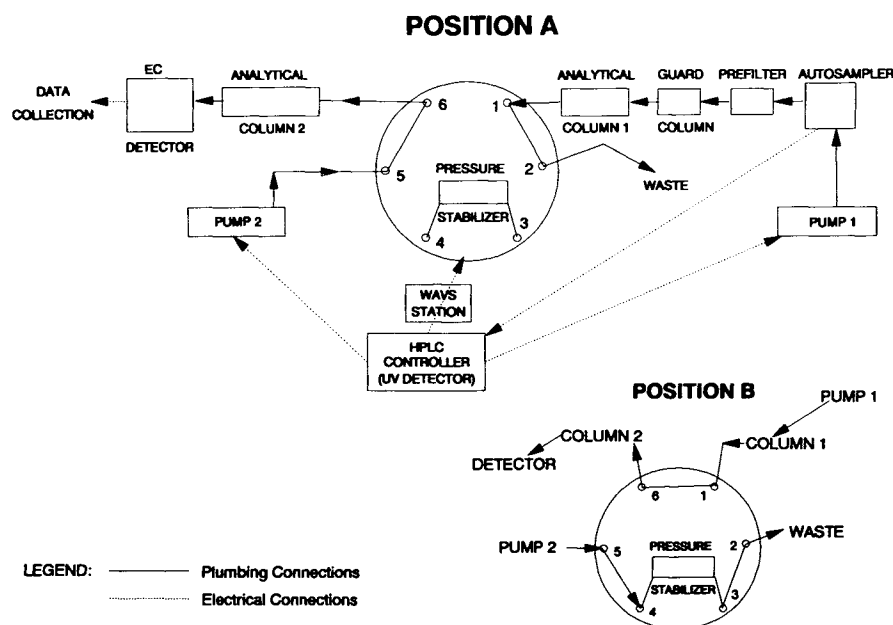 POSITION A
EC
DATA
COLLECTION
DETECTOR
ANALYTICAL
COLUMN 2
6
1
ANALYTICAL
COLUMN 1
GUARD
COLUMN
PREFILTER
AUTOSAMPLER
5
2
PRESSURE
STABILIZER
4
3
WASTE
PUMP 2
PUMP 1
WAVS
STATION
HPLC
CONTROLLER
(UV DETECTOR)
POSITION B
PUMP 1
COLUMN 2
COLUMN 1
DETECTOR
6
1
PUMP 2
5
2
WASTE
PRESSURE
STABILIZER
4
3
LEGEND:
Plumbing Connections
Electrical Connections